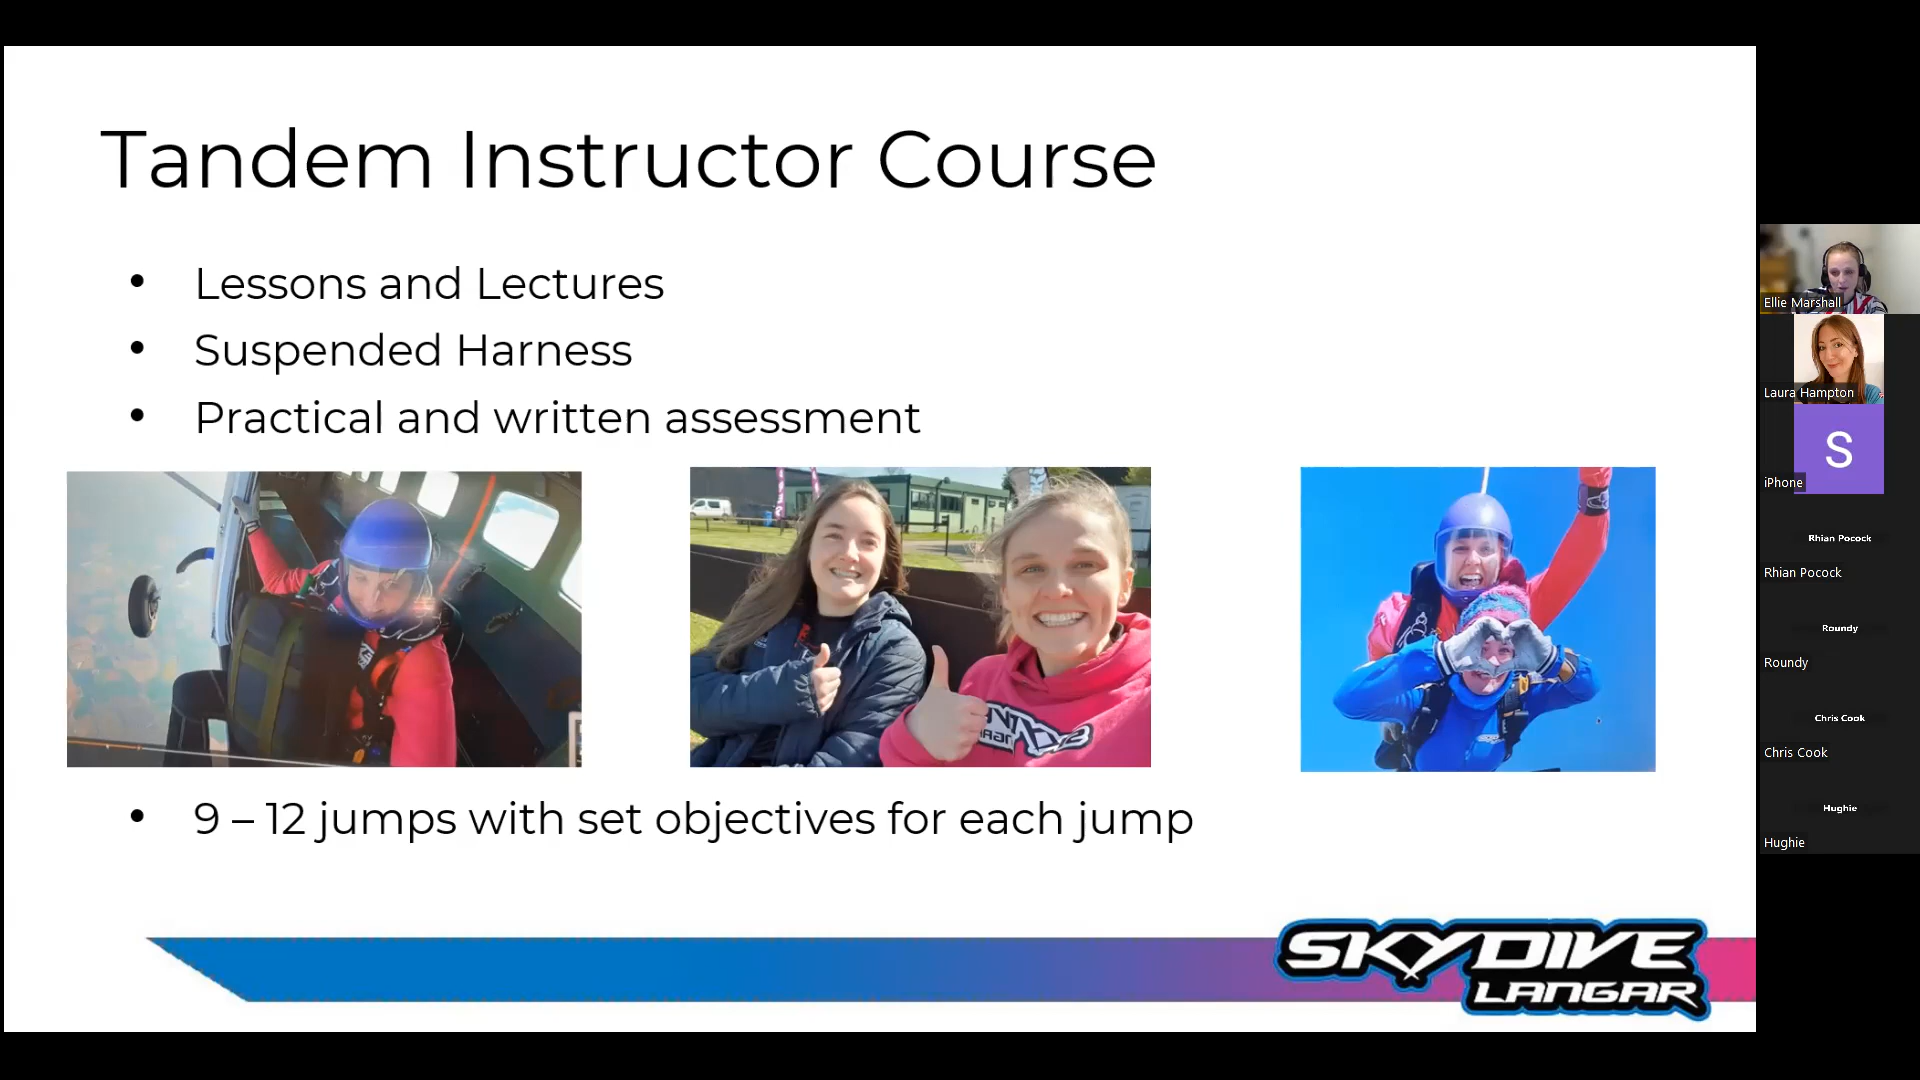 Tandem Instructor Course
• Lessons and Lectures
• Suspended Harness
• Practical and written assessment
• 9 – 12 jumps with set objectives for each jump
SKYDIVE
LANGAR
Ellie Marshall
Laura Hampton
S
iPhone
Rhian Pocock
Rhian Pocock
Roundy
Roundy
Chris Cook
Chris Cook
Hughie
Hughie